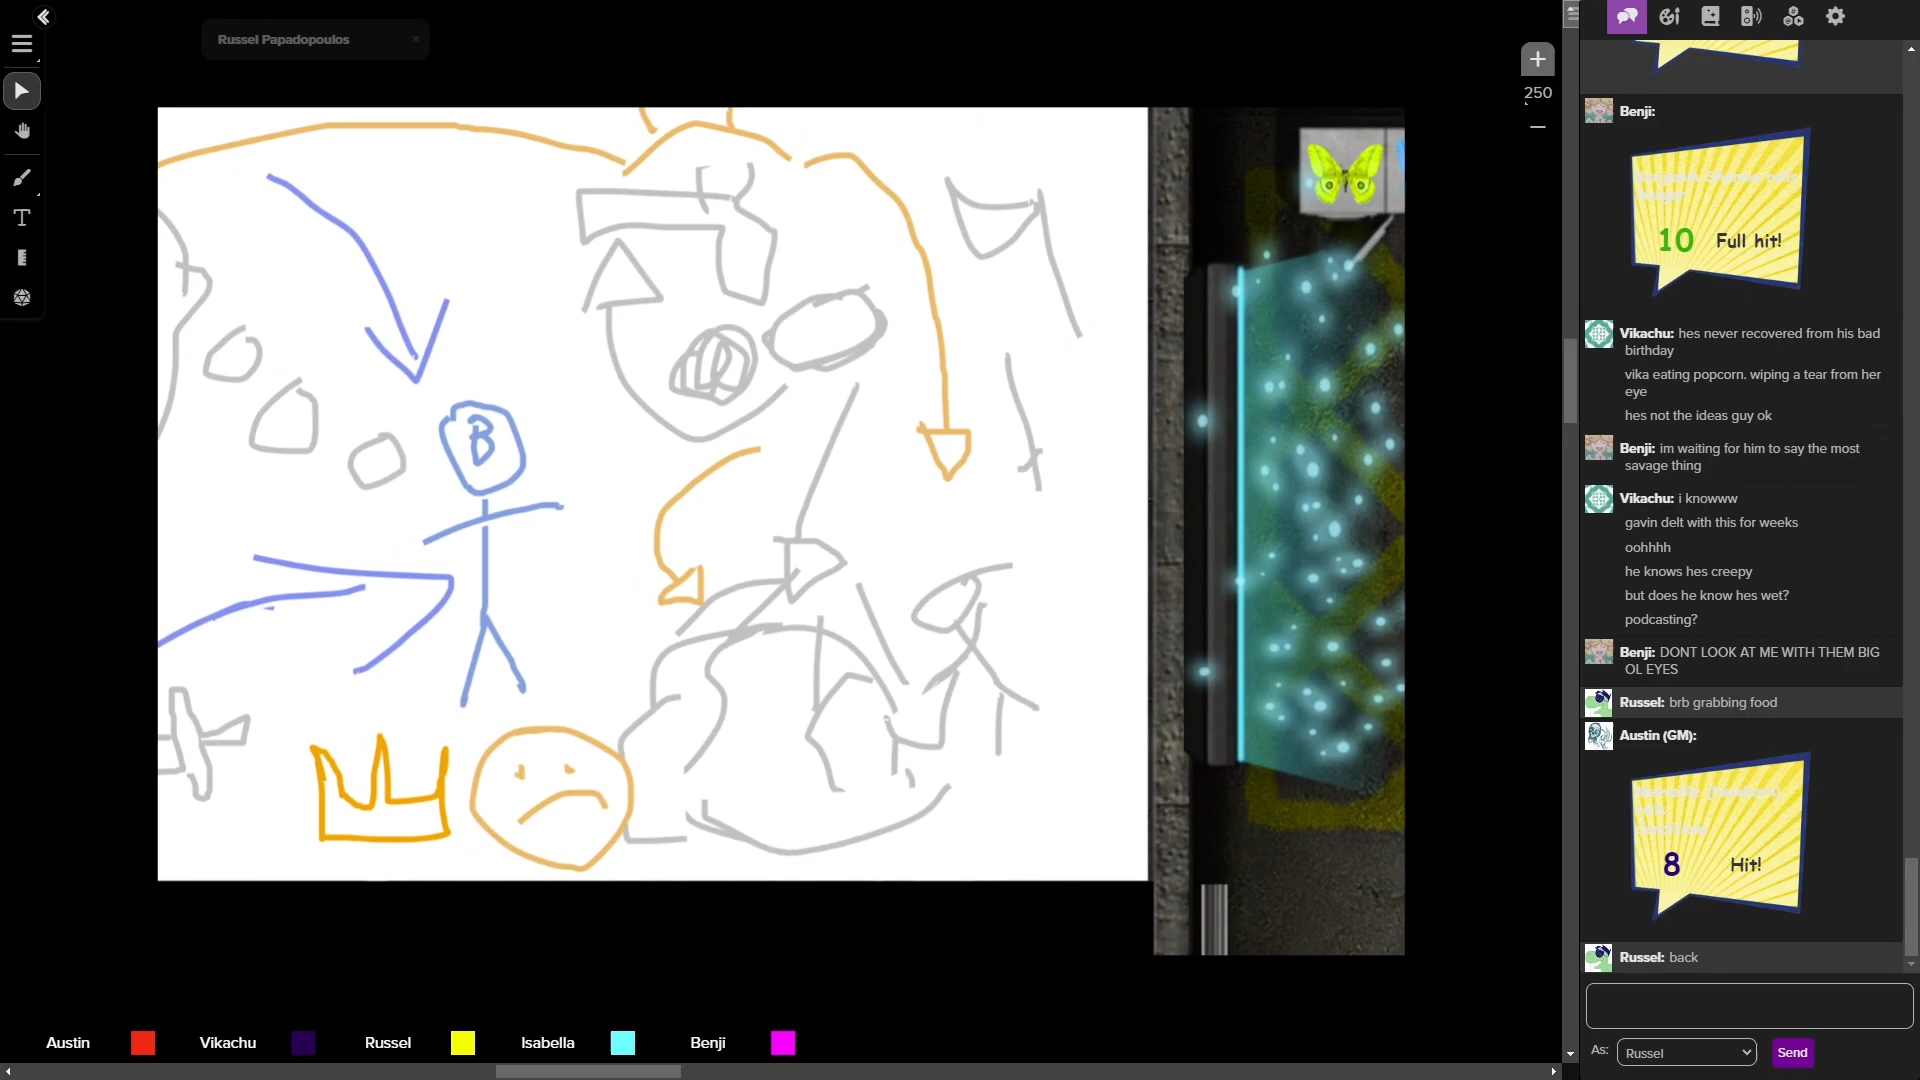 Russel Papadopoulos
250
B
Benji:
10 Full hit!
Vikachu: hes never recovered from his bad
birthday
vika eating popcorn. wiping a tear from her
eye
hes not the ideas guy ok
Benji: im waiting for him to say the most
savage thing
Vikachu: i knowww
gavin delt with this for weeks
oohhhh
he knows hes creepy
but does he know hes wet?
podcasting?
Benji: DONT LOOK AT ME WITH THEM BIG
OL EYES
Russel: brb grabbing food
Austin (GM):
8 Hit!
Russel: back
As: Russel Send
Austin Vikachu Russel Isabella Benji